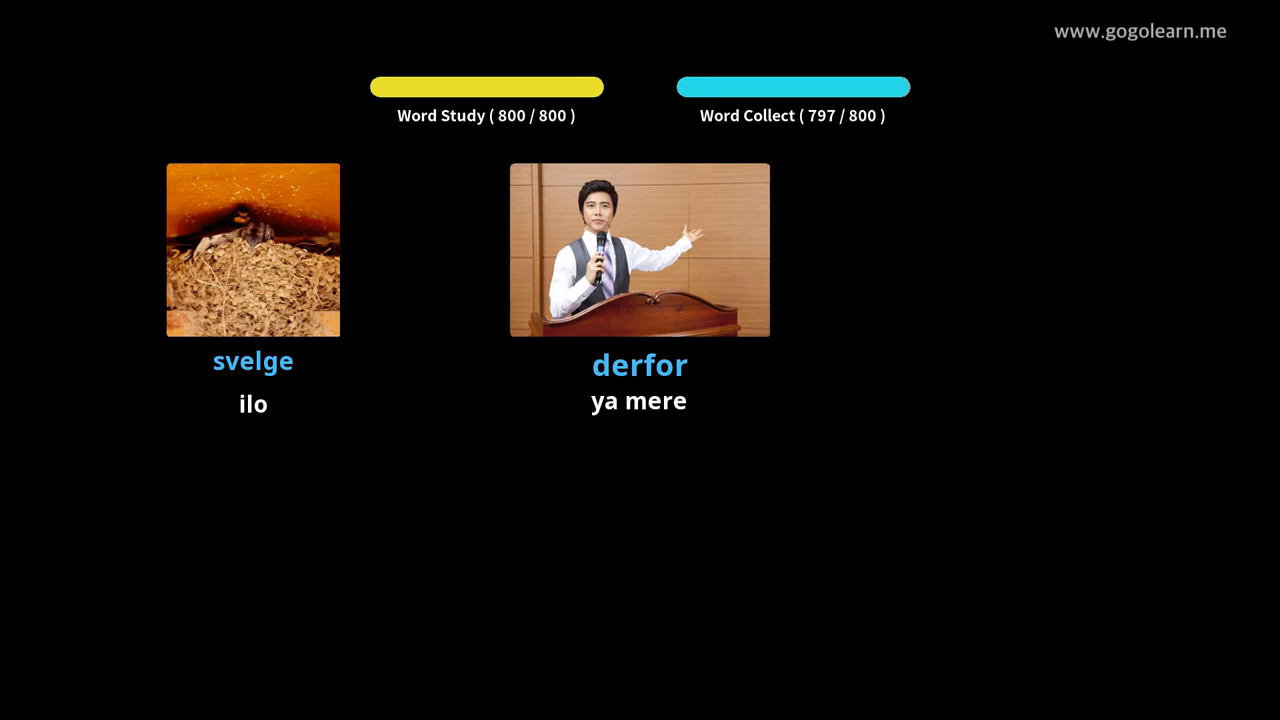 www.gogolearn.me
Word Study ( 800 / 800 )
Word Collect ( 797 / 800 )
svelge
ilo
derfor
ya mere